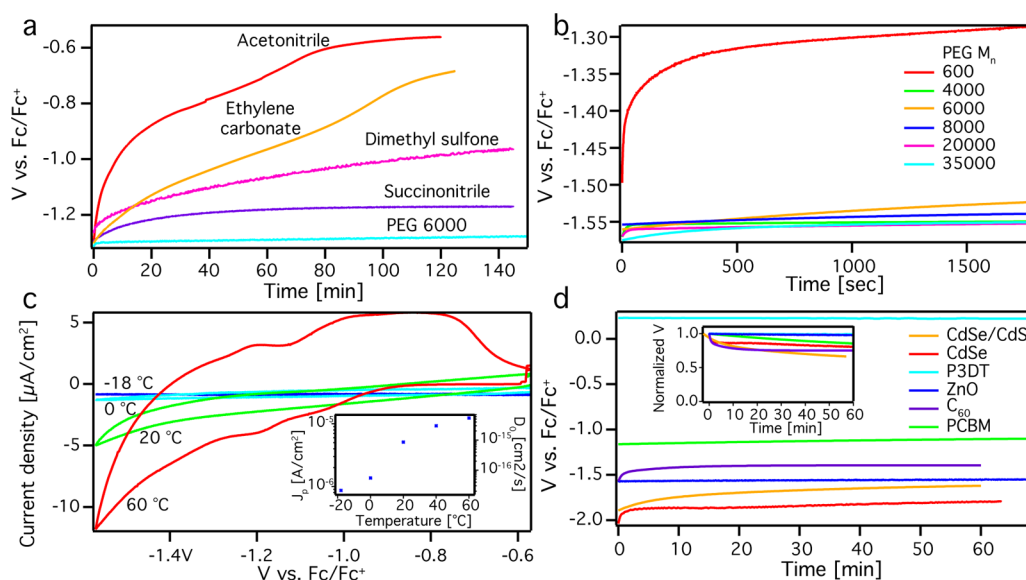 a
V vs. Fc/Fc+
-0.6
-0.8
-1.0
-1.2
Acetonitrile
Ethylene
carbonate
Dimethyl sulfone
Succinonitrile
PEG 6000
0 20 40 60 80 100 120 140
Time [min]
b
V vs. Fc/Fc+
-1.30
-1.35
-1.40
-1.45
-1.50
-1.55
PEG Mn
600
4000
6000
8000
20000
35000
0 500 1000 1500
Time [sec]
c
Current density [µA/cm2]
5
0
-5
-10
-18 °C
0 °C
20 °C
60 °C
Jp [A/cm2]
10-5
10-6
D0, [cm2/s]
10-15
10-16
-20 0 20 40 60
Temperature [°C]
-1.4V -1.2 -1.0 -0.8 -0.6
V vs. Fc/Fc+
d
V vs. Fc/Fc+
0.0
-0.5
-1.0
-1.5
-2.0
Normalized V
1.0
0.5
0.0
0 10 20 30 40 50 60
Time [min]
CdSe/CdS
CdSe
P3DT
ZnO
C60
PCBM
0 10 20 30 40 50 60
Time [min]